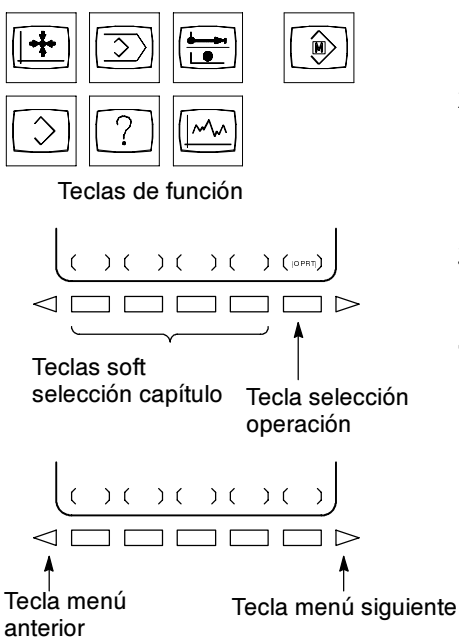 M
?
Teclas de función
( ) ( ) ( ) ( ) (OPRT)
Teclas soft
selección capítulo
Tecla selección
operación
( ) ( ) ( ) ( ) ( )
Tecla menú
anterior
Tecla menú siguiente